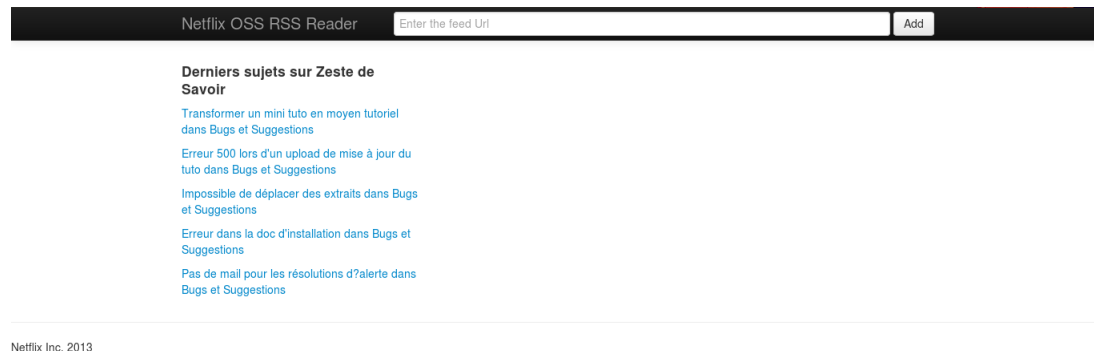 Netflix OSS RSS Reader
Enter the feed Url
Add
Derniers sujets sur Zeste de
Savoir
Transformer un mini tuto en moyen tutoriel
dans Bugs et Suggestions
Erreur 500 lors d'un upload de mise à jour du
tuto dans Bugs et Suggestions
Impossible de déplacer des extraits dans Bugs
et Suggestions
Erreur dans la doc d'installation dans Bugs et
Suggestions
Pas de mail pour les résolutions d?alerte dans
Bugs et Suggestions
Netflix Inc. 2013